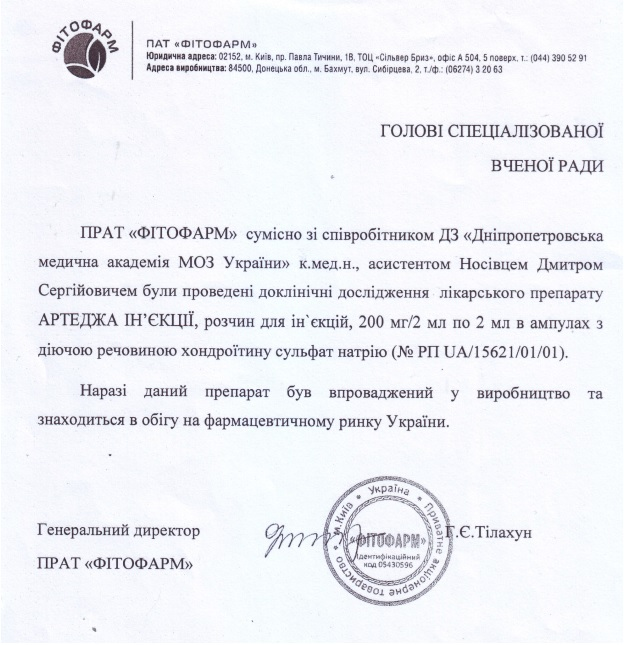 ФІТОФАРМ
ПАТ «ФІТОФАРМ»
Юридична адреса: 02152, м. Київ, пр. Павла Тичини, 1В, ТОЦ «Сільвер Бриз», офіс А 504, 5 поверх. т.: (044) 390 52 91
Адреса виробництва: 84500, Донецька обл., м. Бахмут, вул. Сибірцева, 2, т./ф.: (06274) 3 20 63
ГОЛОВІ СПЕЦІАЛІЗОВАНОЇ
ВЧЕНОЇ РАДИ
ПРАТ «ФІТОФАРМ» сумісно зі співробітником ДЗ «Дніпропетровська
медична академія МОЗ України» к.мед.н., асистентом Носівцем Дмитром
Сергійовичем були проведені доклінічні дослідження лікарського препарату
АРТЕДЖА ІН’ЄКЦІЇ, розчин для ін`єкцій, 200 мг/2 мл по 2 мл в ампулах з
діючою речовиною хондроїтину сульфат натрію (№ РП UA/15621/01/01).
Наразі даний препарат був впроваджений у виробництво та
знаходиться в обігу на фармацевтичному ринку України.
Генеральний директор
Г.Є.Тілахун
ПРАТ «ФІТОФАРМ»
* м.Київ * Україна * Приватне акціонерне товариство
«ФІТОФАРМ»
Ідентифікаційний
код 05430596